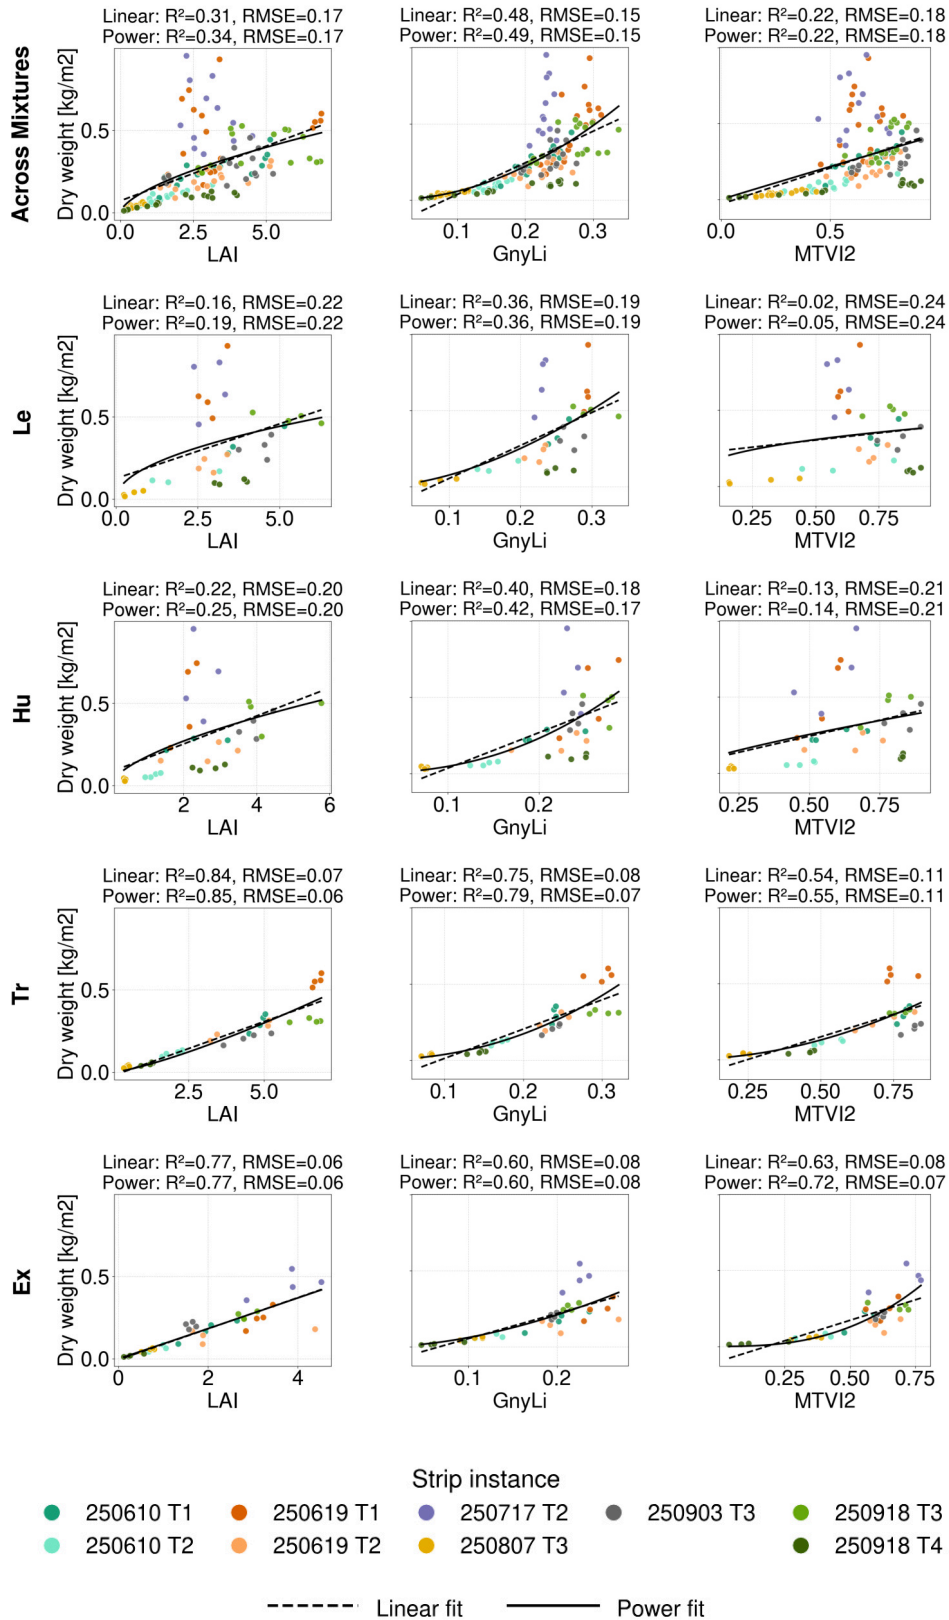 Linear: R²=0.31, RMSE=0.17
Power: R²=0.34, RMSE=0.17
Linear: R²=0.48, RMSE=0.15
Power: R²=0.49, RMSE=0.15
Linear: R²=0.22, RMSE=0.18
Power: R²=0.22, RMSE=0.18
Across Mixtures
Dry weight [kg/m2]
0.5
0.0
0.0 2.5 5.0
LAI
0.1 0.2 0.3
GnyLi
0.0 0.5
MTVI2
Linear: R²=0.16, RMSE=0.22
Power: R²=0.19, RMSE=0.22
Linear: R²=0.36, RMSE=0.19
Power: R²=0.36, RMSE=0.19
Linear: R²=0.02, RMSE=0.24
Power: R²=0.05, RMSE=0.24
Le
Dry weight [kg/m2]
0.5
0.0
0.0 2.5 5.0
LAI
0.1 0.2 0.3
GnyLi
0.25 0.50 0.75
MTVI2
Linear: R²=0.22, RMSE=0.20
Power: R²=0.25, RMSE=0.20
Linear: R²=0.40, RMSE=0.18
Power: R²=0.42, RMSE=0.17
Linear: R²=0.13, RMSE=0.21
Power: R²=0.14, RMSE=0.21
Hu
Dry weight [kg/m2]
0.5
0.0
2 4 6
LAI
0.1 0.2
GnyLi
0.25 0.50 0.75
MTVI2
Linear: R²=0.84, RMSE=0.07
Power: R²=0.85, RMSE=0.06
Linear: R²=0.75, RMSE=0.08
Power: R²=0.79, RMSE=0.07
Linear: R²=0.54, RMSE=0.11
Power: R²=0.55, RMSE=0.11
Tr
Dry weight [kg/m2]
0.5
0.0
2.5 5.0
LAI
0.1 0.2 0.3
GnyLi
0.25 0.50 0.75
MTVI2
Linear: R²=0.77, RMSE=0.06
Power: R²=0.77, RMSE=0.06
Linear: R²=0.60, RMSE=0.08
Power: R²=0.60, RMSE=0.08
Linear: R²=0.63, RMSE=0.08
Power: R²=0.72, RMSE=0.07
Ex
Dry weight [kg/m2]
0.5
0.0
0 2 4
LAI
0.1 0.2
GnyLi
0.25 0.50 0.75
MTVI2
Strip instance
250610 T1 250619 T1 250717 T2 250903 T3 250918 T3
250610 T2 250619 T2 250807 T3 250918 T4
Linear fit Power fit